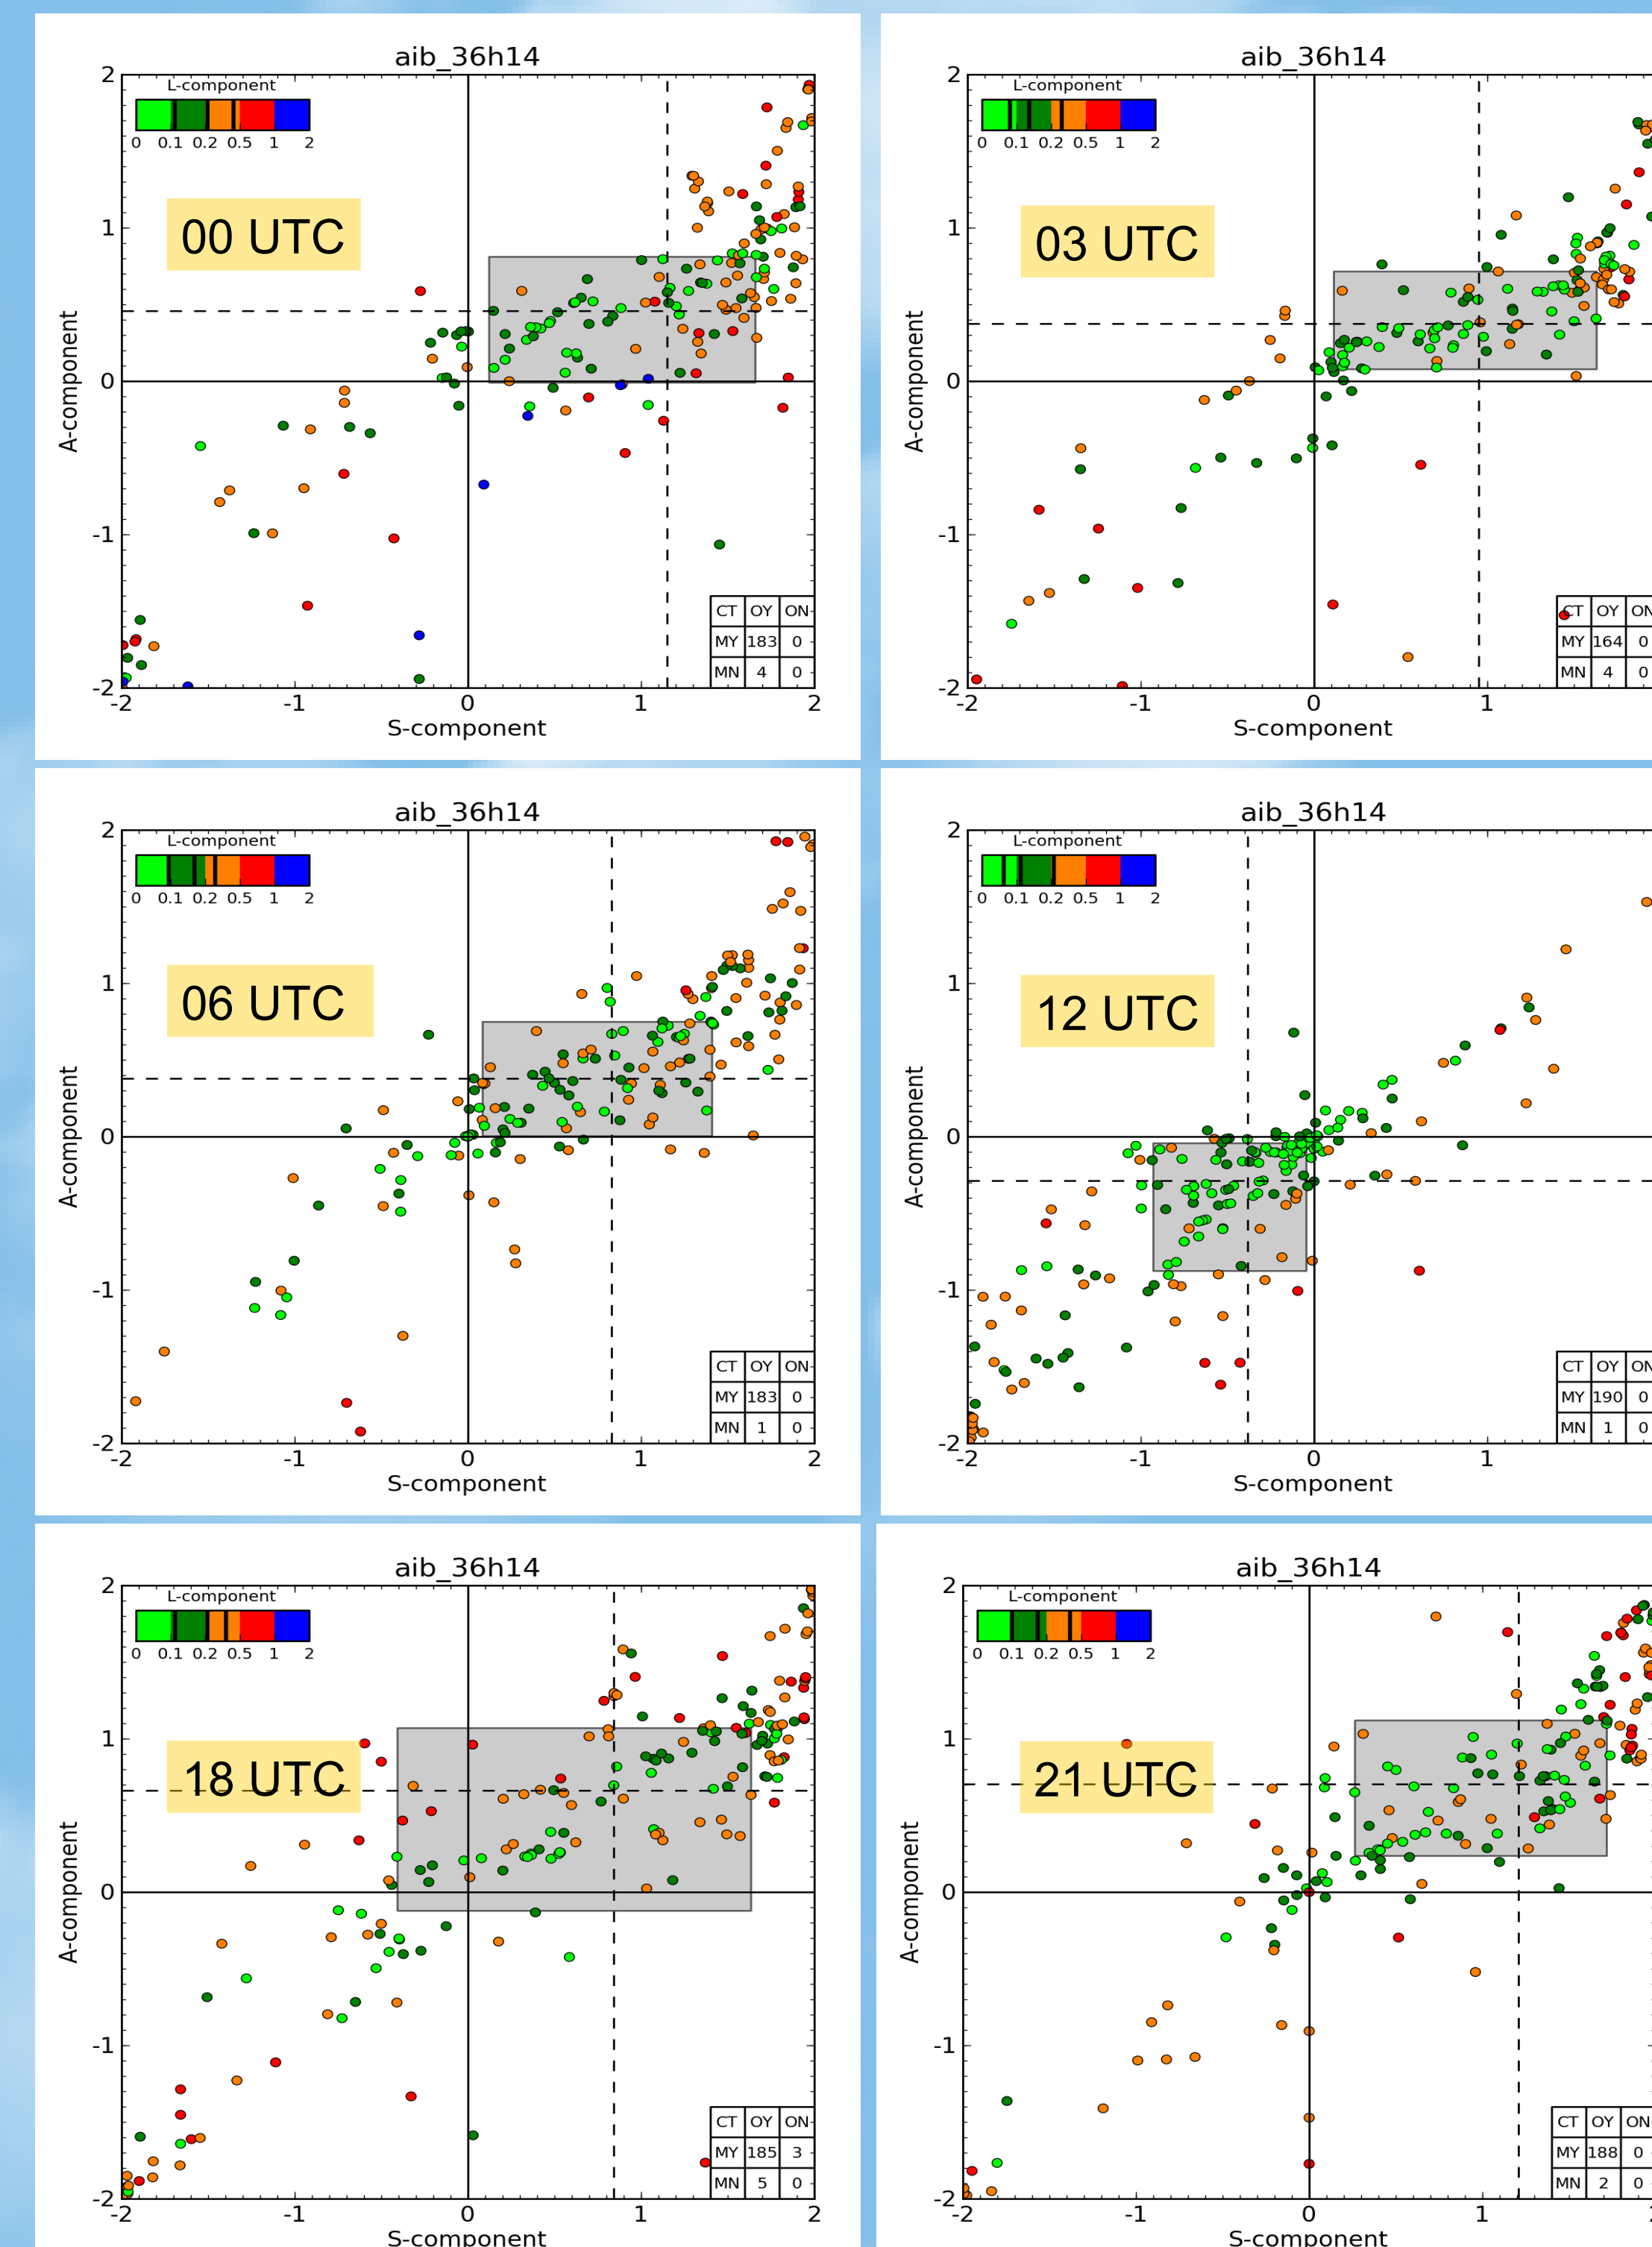 aib_36h14
2
L-component
0 0.1 0.2 0.5 1 2
00 UTC
1
A-component
0
-1
CT OY ON
MY 183 0
MN 4 0
-2
-2 -1 0 1 2
S-component
aib_36h14
2
L-component
0 0.1 0.2 0.5 1 2
03 UTC
1
A-component
0
-1
CT OY ON
MY 164 0
MN 4 0
-2
-2 -1 0 1
S-component
aib_36h14
2
L-component
0 0.1 0.2 0.5 1 2
06 UTC
1
A-component
0
-1
CT OY ON
MY 183 0
MN 1 0
-2
-2 -1 0 1 2
S-component
aib_36h14
2
L-component
0 0.1 0.2 0.5 1 2
12 UTC
1
A-component
0
-1
CT OY ON
MY 190 0
MN 1 0
-2
-2 -1 0 1
S-component
aib_36h14
2
L-component
0 0.1 0.2 0.5 1 2
18 UTC
1
A-component
0
-1
CT OY ON
MY 185 3
MN 5 0
-2
-2 -1 0 1 2
S-component
aib_36h14
2
L-component
0 0.1 0.2 0.5 1 2
21 UTC
1
A-component
0
-1
CT OY ON
MY 188 0
MN 2 0
-2
-2 -1 0 1
S-component